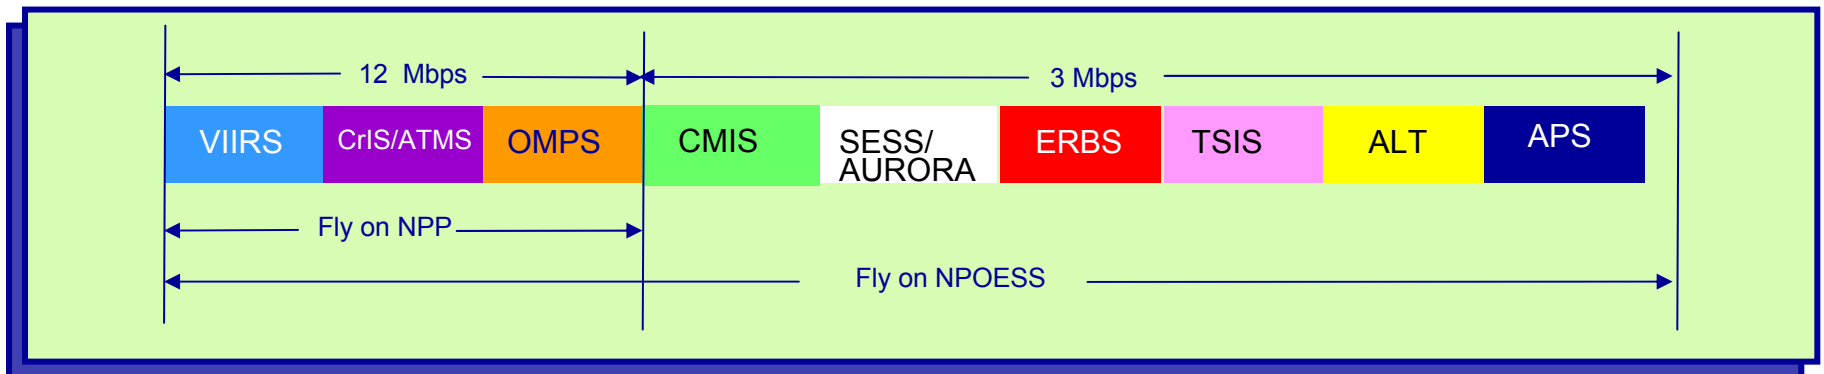 12 Mbps
3 Mbps
VIIRS
CrIS/ATMS
OMPS
CMIS
SESS/
AURORA
ERBS
TSIS
ALT
APS
Fly on NPP
Fly on NPOESS